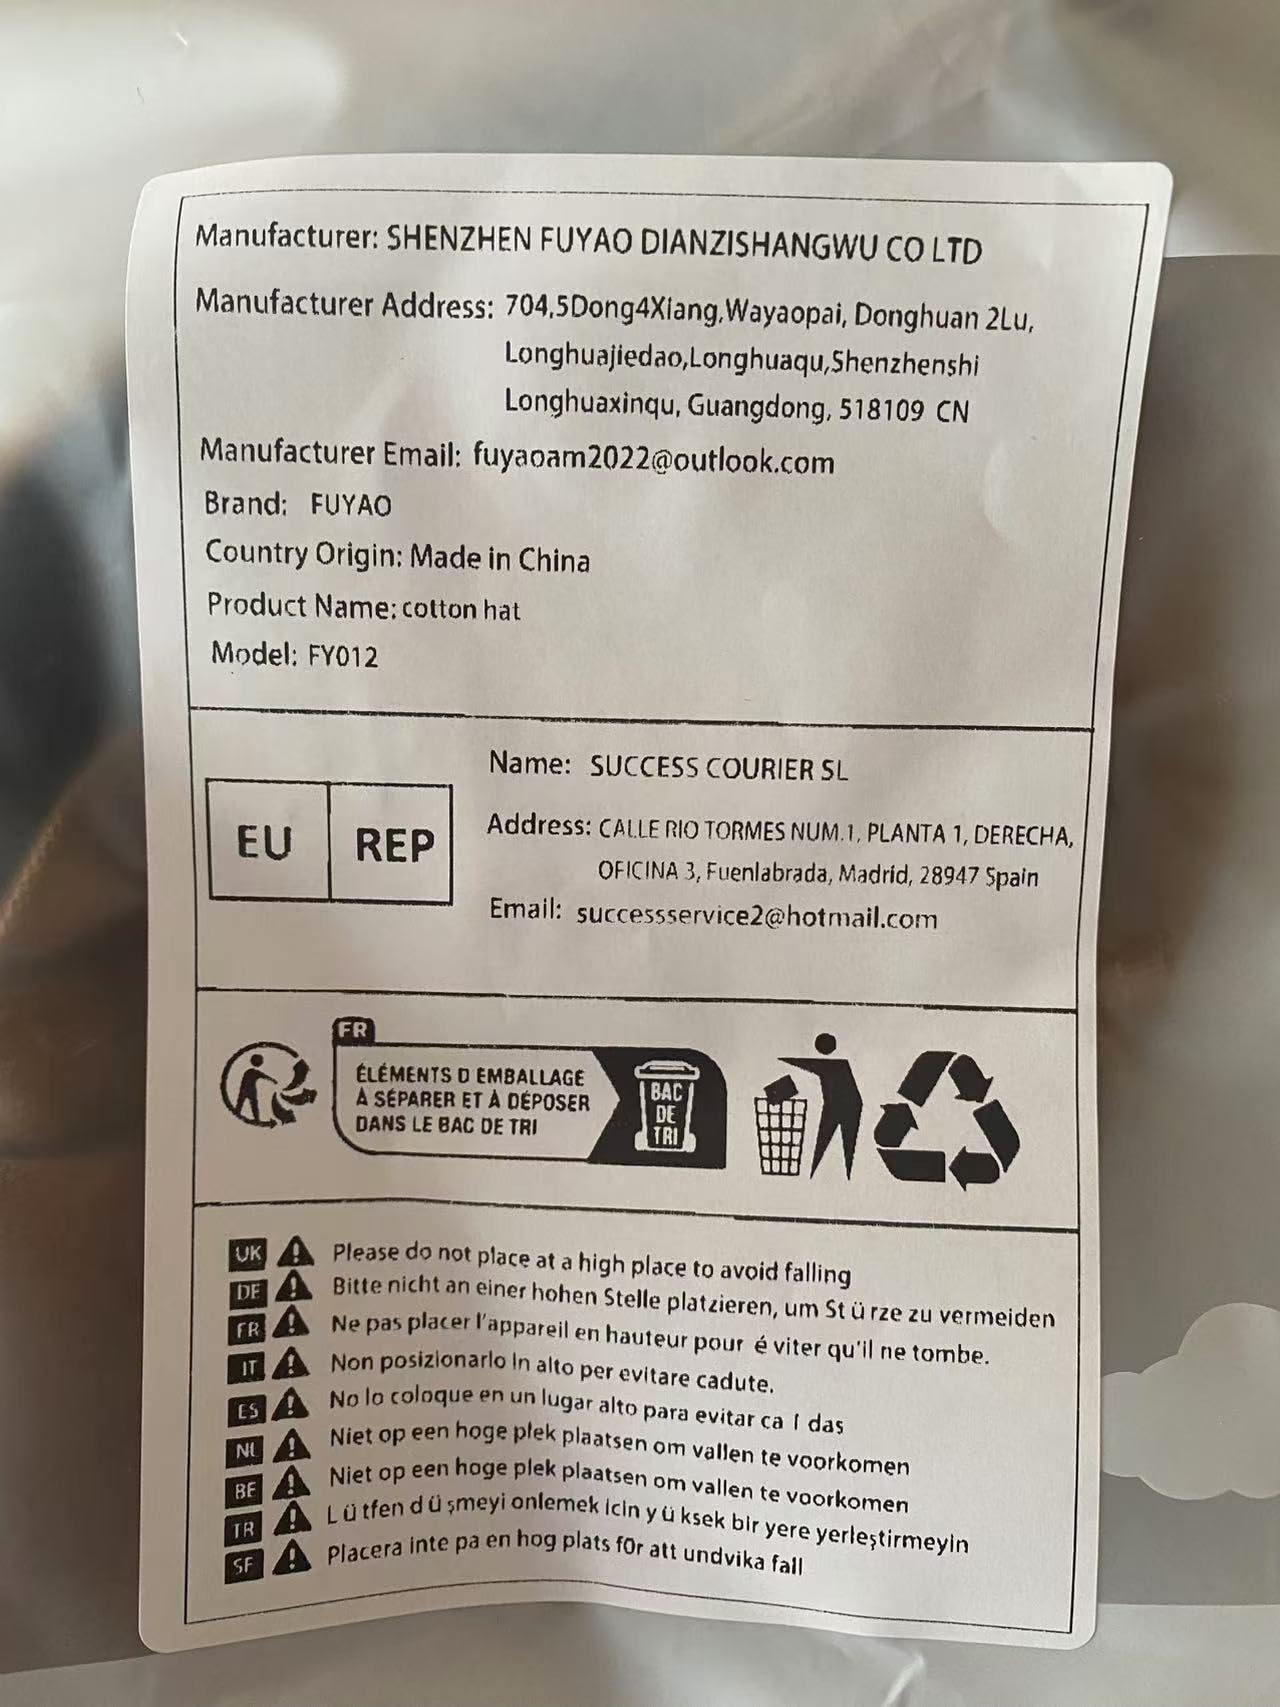 Manufacturer: SHENZHEN FUYAO DIANZISHANGWU CO LTD
Manufacturer Address: 704,5Dong4Xiang,Wayaopai, Donghuan 2Lu,
Longhuajiedao,Longhuaqu,Shenzhenshi
Longhuaxinqu, Guangdong, 518109 CN
Manufacturer Email: fuyaoam2022@outlook.com
Brand: FUYAO
Country Origin: Made in China
Product Name: cotton hat
Model: FY012
EU REP
Name: SUCCESS COURIER SL
Address: CALLE RIO TORMES NUM.1, PLANTA 1, DERECHA,
OFICINA 3, Fuenlabrada, Madrid, 28947 Spain
Email: successservice2@hotmail.com
FR
ÉLÉMENTS D EMBALLAGE
À SÉPARER ET À DÉPOSER
DANS LE BAC DE TRI
BAC
DE
TRI
UK Please do not place at a high place to avoid falling
DE Bitte nicht an einer hohen Stelle platzieren, um St ü rze zu vermeiden
FR Ne pas placer l'appareil en hauteur pour é viter qu'il ne tombe.
IT Non posizionarlo in alto per evitare cadute.
ES No lo coloque en un lugar alto para evitar ca í das
NL Niet op een hoge plek plaatsen om vallen te voorkomen
BE Niet op een hoge plek plaatsen om vallen te voorkomen
TR L ü tfen d ü şmeyi onlemek icin y ü ksek bir yere yerleştirmeyin
SF Placera inte pa en hog plats f0r att undvika fall